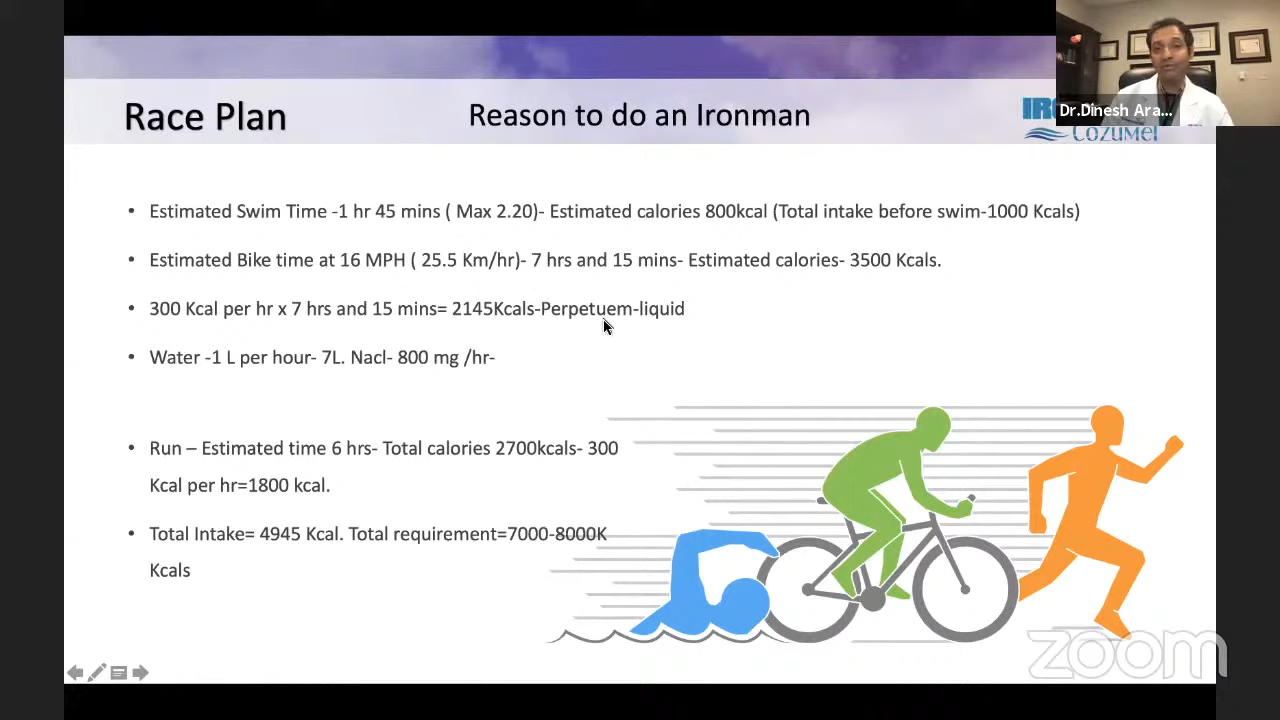 Race Plan
Reason to do an Ironman
Dr.Dinesh Ara...
Cozumel
• Estimated Swim Time -1 hr 45 mins ( Max 2.20)- Estimated calories 800kcal (Total intake before swim-1000 Kcals)
• Estimated Bike time at 16 MPH ( 25.5 Km/hr)- 7 hrs and 15 mins- Estimated calories- 3500 Kcals.
• 300 Kcal per hr x 7 hrs and 15 mins= 2145Kcals-Perpetuem-liquid
• Water -1 L per hour- 7L. Nacl- 800 mg /hr-
• Run – Estimated time 6 hrs- Total calories 2700kcals- 300
Kcal per hr=1800 kcal.
• Total Intake= 4945 Kcal. Total requirement=7000-8000K
Kcals
zoom